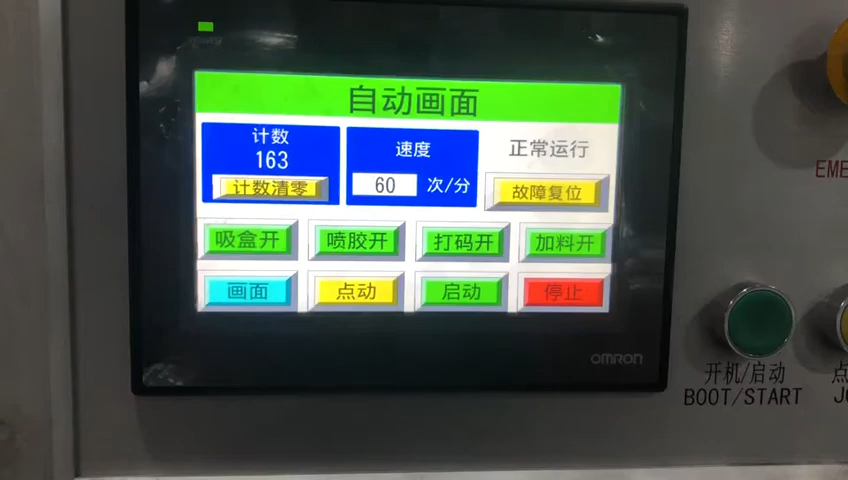 自动画面
计数
163
计数清零
速度
60 次/分
正常运行
故障复位
吸盒开
喷胶开
打码开
加料开
画面
点动
启动
停止
OMRON
开机/启动
BOOT/START
EME
点
J